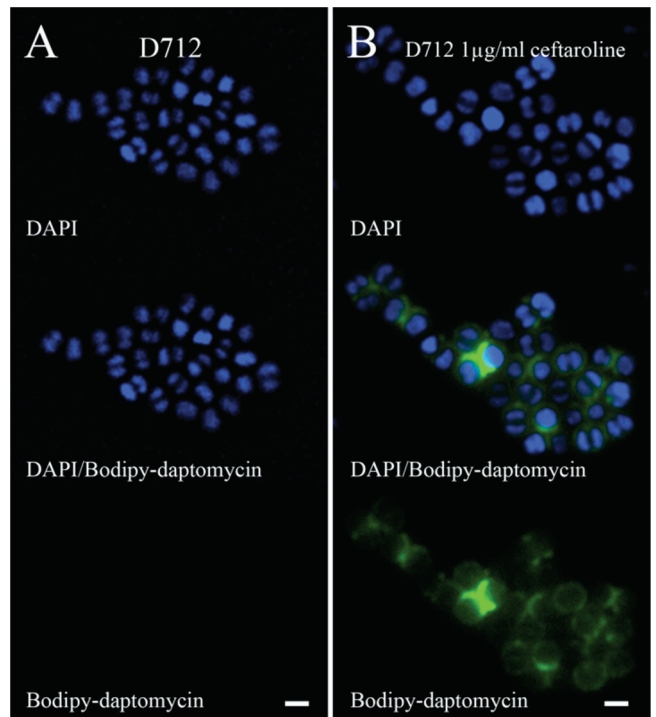 A
D712
DAPI
DAPI/Bodipy-daptomycin
Bodipy-daptomycin
B
D712 1µg/ml ceftaroline
DAPI
DAPI/Bodipy-daptomycin
Bodipy-daptomycin